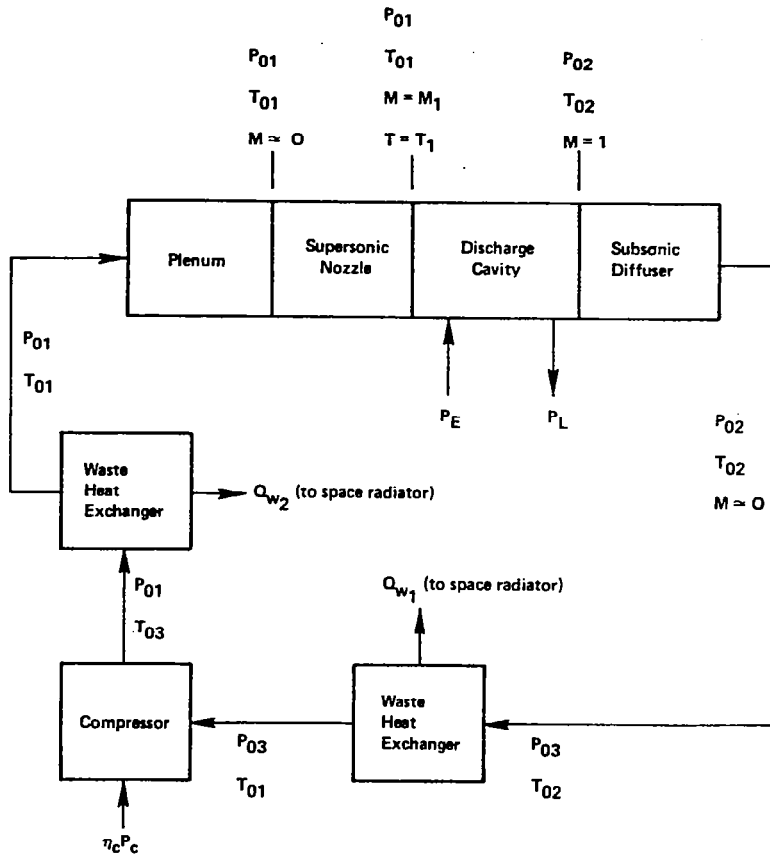 P01
T01
M ≃ 0
P01
T01
M = M1
T = T1
P02
T02
M = 1
Plenum
Supersonic
Nozzle
Discharge
Cavity
Subsonic
Diffuser
PE
PL
P01
T01
P02
T02
M ≃ 0
Waste
Heat
Exchanger
Qw2 (to space radiator)
P01
T03
Qw1 (to space radiator)
Compressor
Waste
Heat
Exchanger
P03
T01
P03
T02
ηcPc